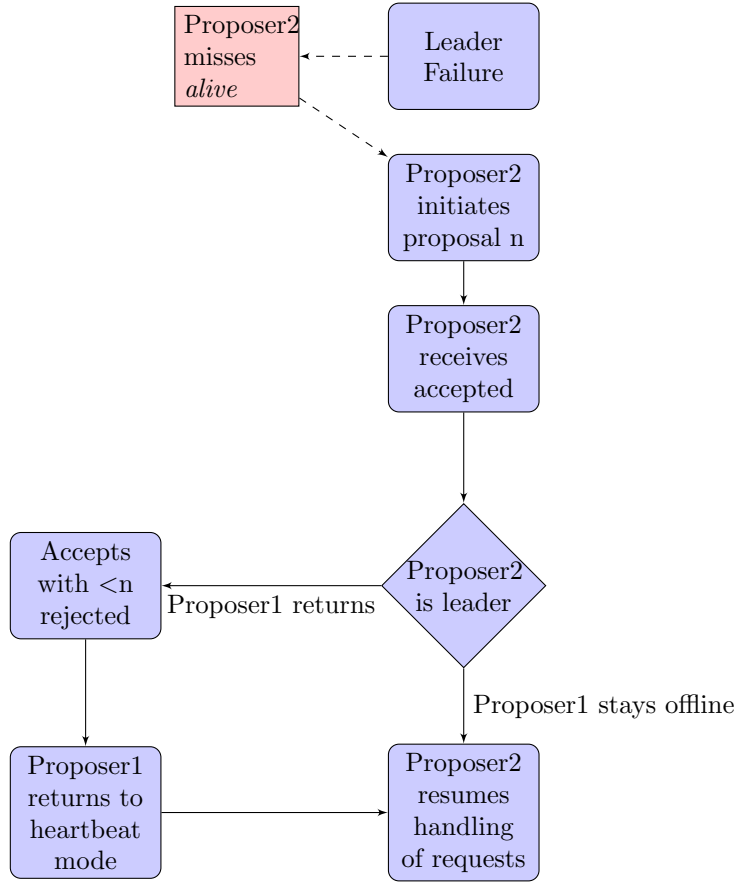 Proposer2
misses
alive
Leader
Failure
Proposer2
initiates
proposal n
Proposer2
receives
accepted
Proposer2
is leader
Accepts
with <n
rejected
Proposer1 returns
Proposer1 stays offline
Proposer1
returns to
heartbeat
mode
Proposer2
resumes
handling
of requests